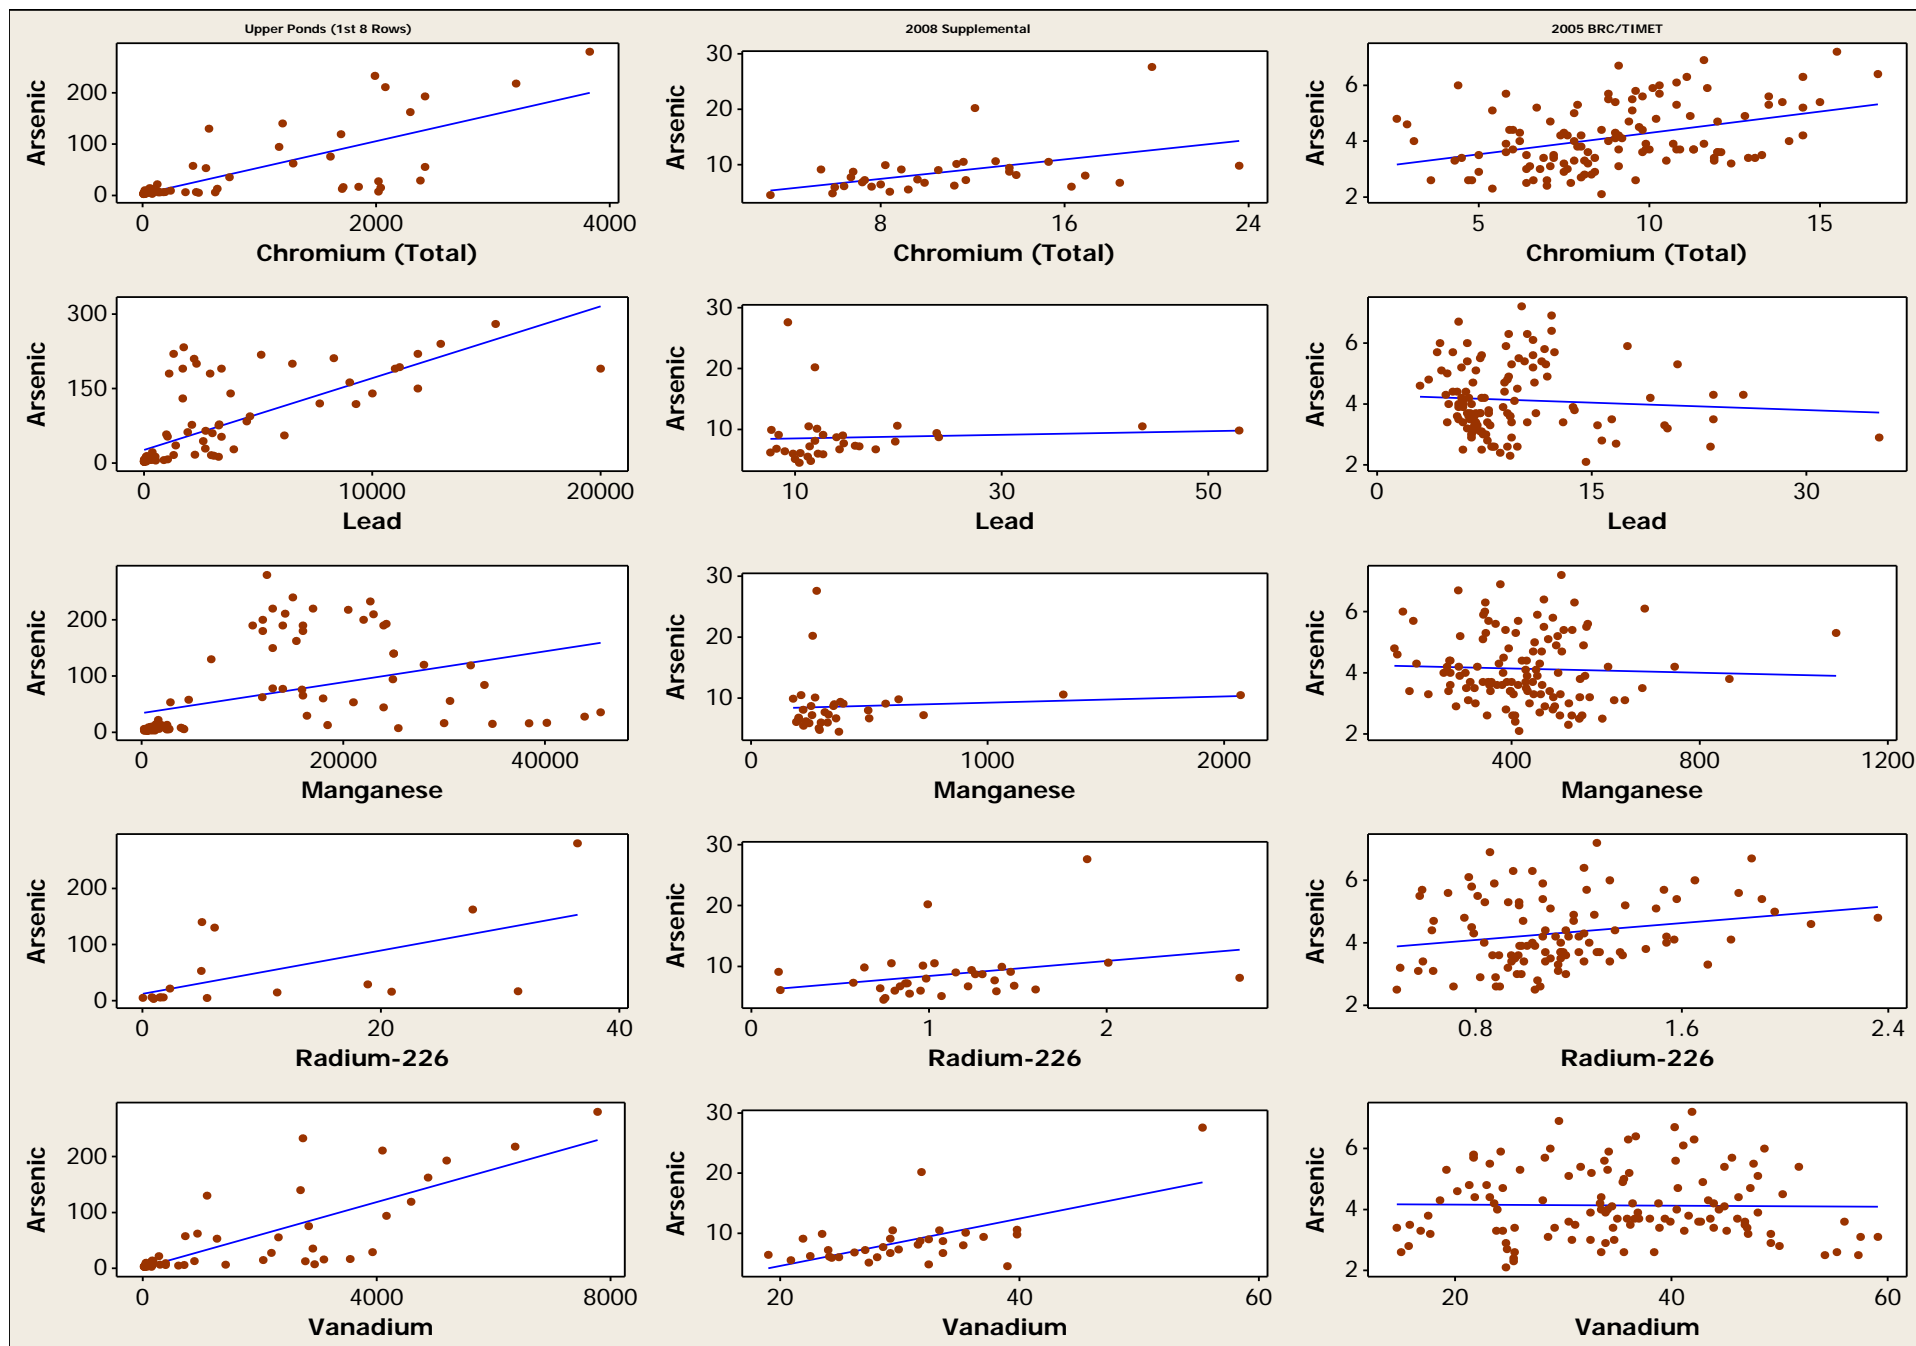 Upper Ponds (1st 8 Rows) 2008 Supplemental 2005 BRC/TIMET
Arsenic
200
100
0
0 2000 4000
Chromium (Total)
Arsenic
30
20
10
8 16 24
Chromium (Total)
Arsenic
6
4
2
5 10 15
Chromium (Total)
Arsenic
300
150
0
0 10000 20000
Lead
Arsenic
30
20
10
10 30 50
Lead
Arsenic
6
4
2
0 15 30
Lead
Arsenic
200
100
0
0 20000 40000
Manganese
Arsenic
30
20
10
0 1000 2000
Manganese
Arsenic
6
4
2
400 800 1200
Manganese
Arsenic
200
100
0
0 20 40
Radium-226
Arsenic
30
20
10
0 1 2
Radium-226
Arsenic
6
4
2
0.8 1.6 2.4
Radium-226
Arsenic
200
100
0
0 4000 8000
Vanadium
Arsenic
30
20
10
20 40 60
Vanadium
Arsenic
6
4
2
20 40 60
Vanadium